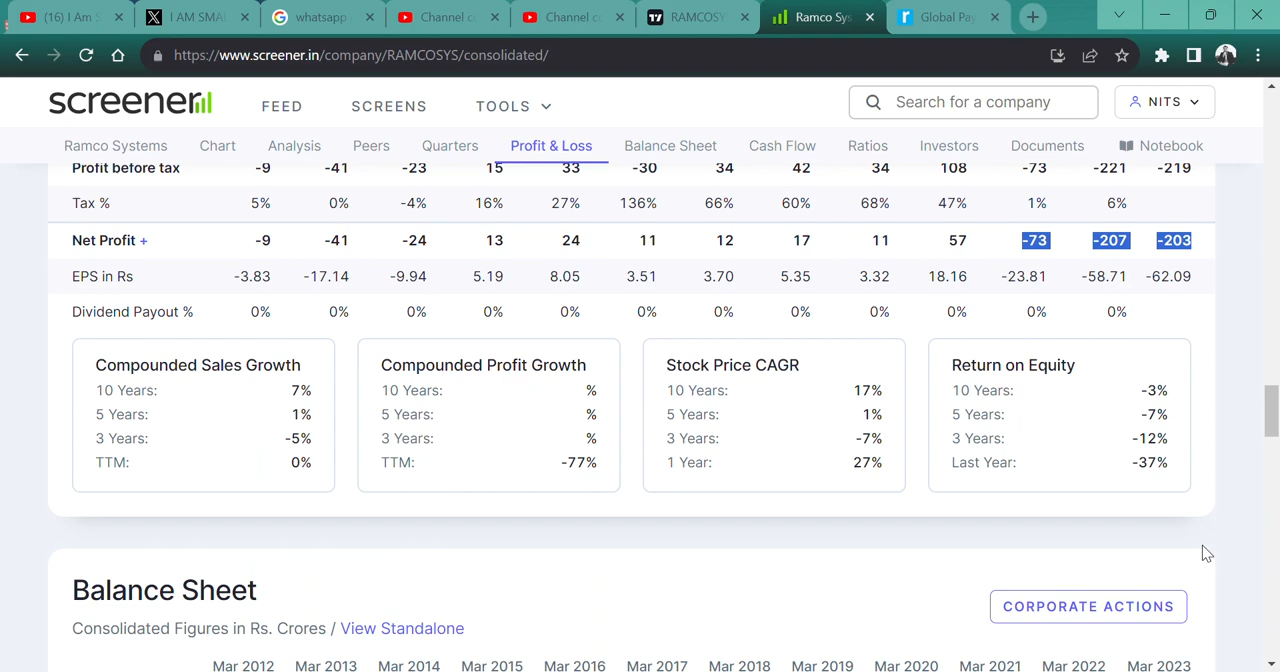 (16) I Am S
I AM SMA
whatsapp
Channel c
Channel c
RAMCOSY
Ramco Sys
Global Pay
https://www.screener.in/company/RAMCOSYS/consolidated/
screener
FEED SCREENS TOOLS
Search for a company
NITS
Ramco Systems Chart Analysis Peers Quarters Profit & Loss Balance Sheet Cash Flow Ratios Investors Documents Notebook
Profit before tax -9 -41 -23 15 33 -30 34 42 34 108 -73 -221 -219
Tax % 5% 0% -4% 16% 27% 136% 66% 60% 68% 47% 1% 6%
Net Profit + -9 -41 -24 13 24 11 12 17 11 57 -73 -207 -203
EPS in Rs -3.83 -17.14 -9.94 5.19 8.05 3.51 3.70 5.35 3.32 18.16 -23.81 -58.71 -62.09
Dividend Payout % 0% 0% 0% 0% 0% 0% 0% 0% 0% 0% 0% 0%
Compounded Sales Growth
10 Years: 7%
5 Years: 1%
3 Years: -5%
TTM: 0%
Compounded Profit Growth
10 Years: %
5 Years: %
3 Years: %
TTM: -77%
Stock Price CAGR
10 Years: 17%
5 Years: 1%
3 Years: -7%
1 Year: 27%
Return on Equity
10 Years: -3%
5 Years: -7%
3 Years: -12%
Last Year: -37%
Balance Sheet
Consolidated Figures in Rs. Crores / View Standalone
CORPORATE ACTIONS
Mar 2012 Mar 2013 Mar 2014 Mar 2015 Mar 2016 Mar 2017 Mar 2018 Mar 2019 Mar 2020 Mar 2021 Mar 2022 Mar 2023